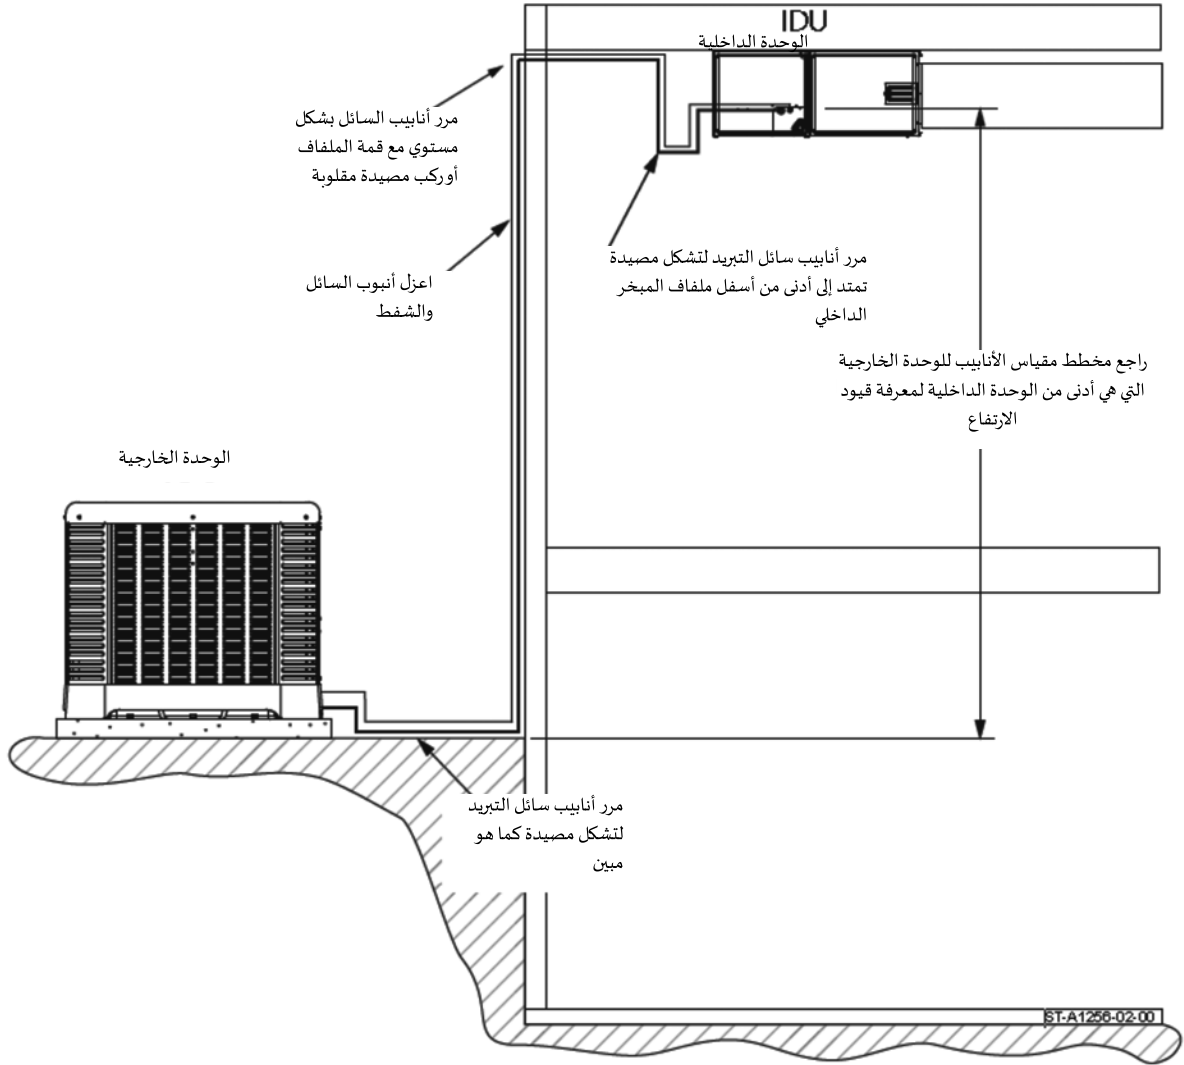 IDU
الوحدة الداخلية
مرر أنابيب السائل بشكل
مستوي مع قمة الملفاف
أوركب مصيدة مقلوبة
اعزل أنبوب السائل
والشفط
مرر أنابيب سائل التبريد لتشكل مصيدة
تمتد إلى أدنى من أسفل ملفاف المبخر
الداخلي
راجع مخطط مقياس الأنابيب للوحدة الخارجية
التي هي أدنى من الوحدة الداخلية لمعرفة قيود
الارتفاع
الوحدة الخارجية
مرر أنابيب سائل التبريد
لتشكل مصيدة كما هو
مبين
ST-A1256-02-00